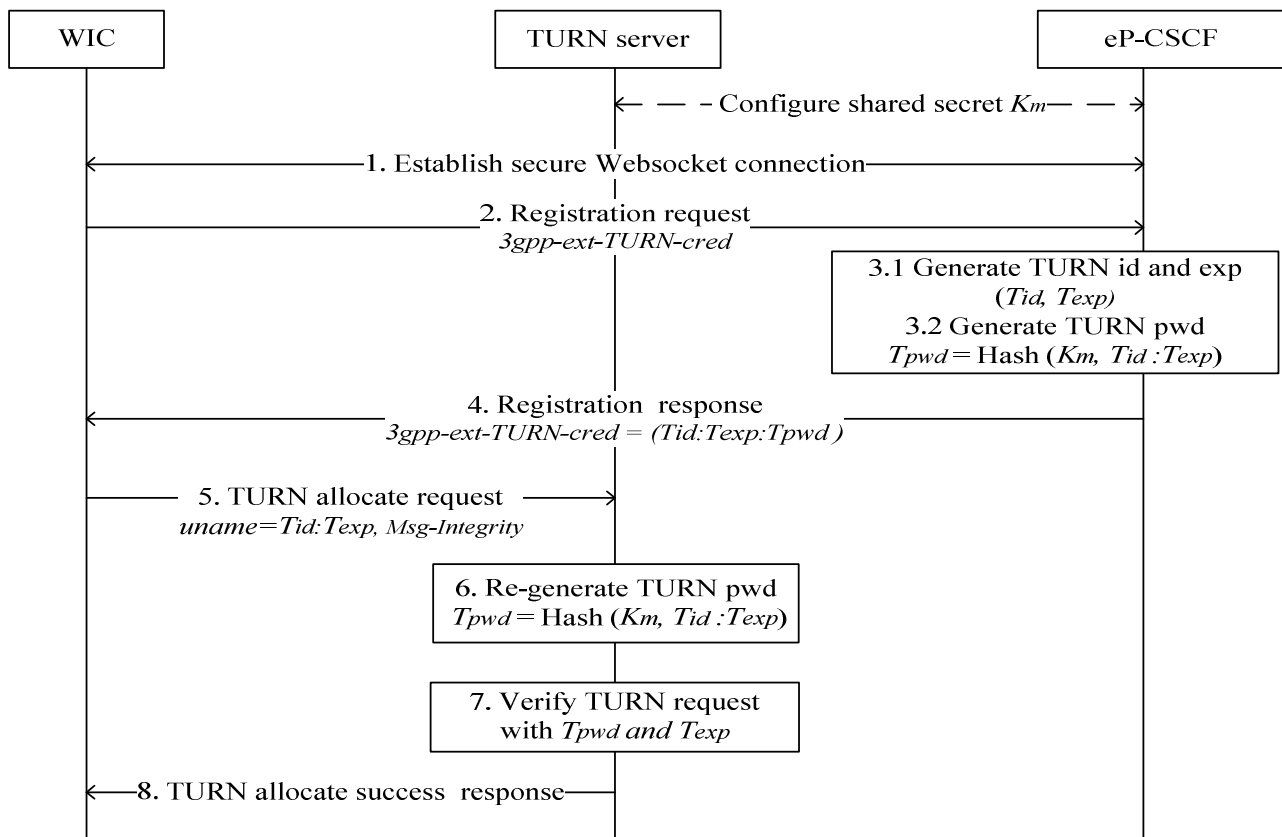 WIC
TURN server
eP-CSCF
Configure shared secret Km
1. Establish secure Websocket connection
2. Registration request
3gpp-ext-TURN-cred
3.1 Generate TURN id and exp
(Tid, Texp)
3.2 Generate TURN pwd
Tpwd = Hash (Km, Tid :Texp)
4. Registration response
3gpp-ext-TURN-cred = (Tid:Texp:Tpwd )
5. TURN allocate request
uname=Tid:Texp, Msg-Integrity
6. Re-generate TURN pwd
Tpwd = Hash (Km, Tid :Texp)
7. Verify TURN request
with Tpwd and Texp
8. TURN allocate success response